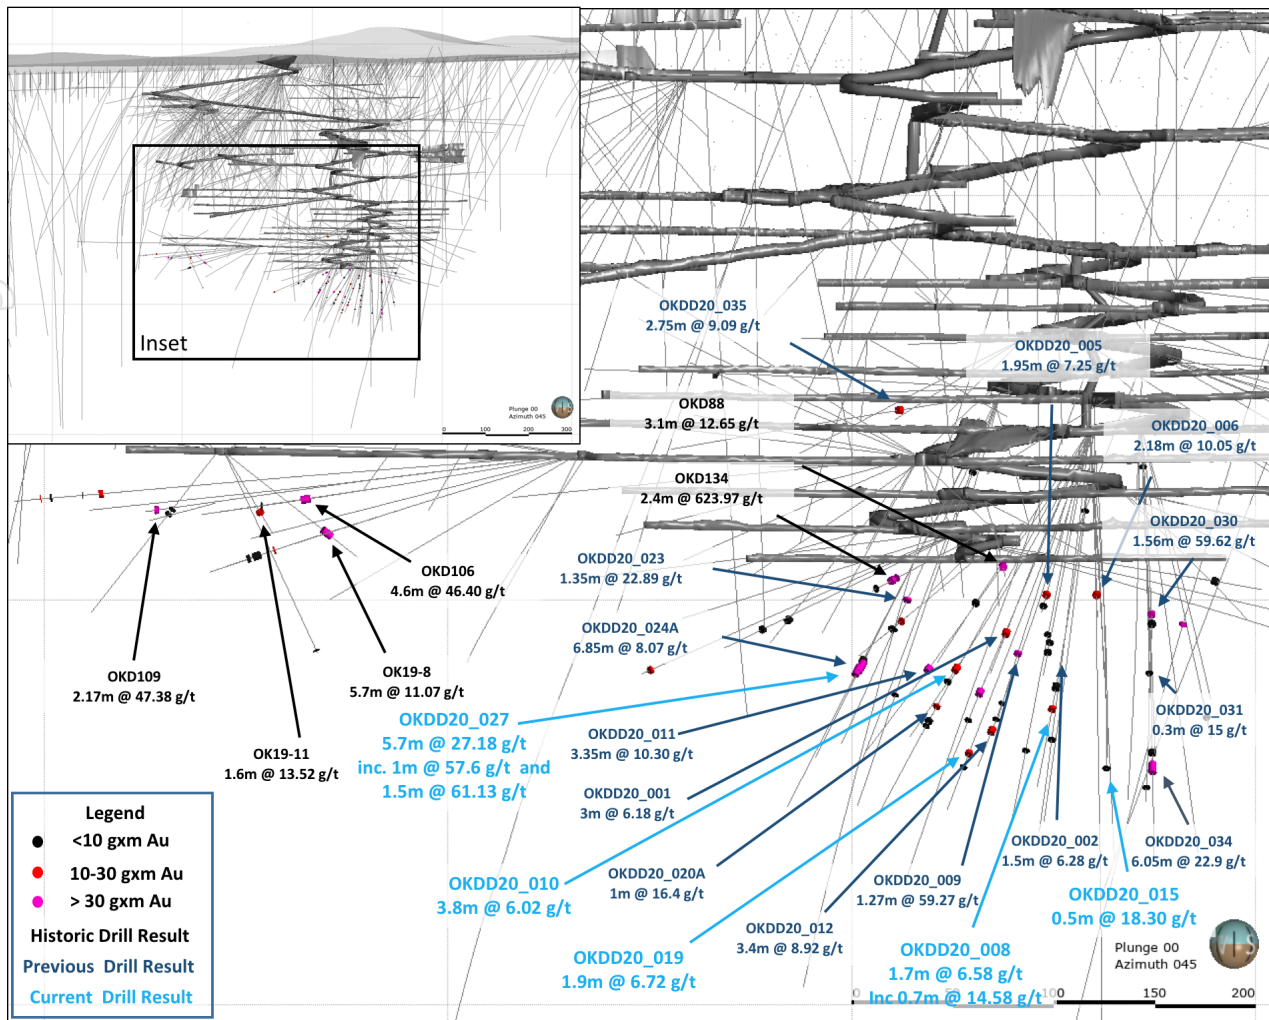 Inset
Plunge 00
Azimuth 045
0 100 200 300
OKDD20_035
2.75m @ 9.09 g/t
OKDD20_005
1.95m @ 7.25 g/t
OKD88
3.1m @ 12.65 g/t
OKDD20_006
2.18m @ 10.05 g/t
OKD134
2.4m @ 623.97 g/t
OKDD20_030
1.56m @ 59.62 g/t
OKDD20_023
1.35m @ 22.89 g/t
OKD106
4.6m @ 46.40 g/t
OKDD20_024A
6.85m @ 8.07 g/t
OKD109
2.17m @ 47.38 g/t
OK19-8
5.7m @ 11.07 g/t
OKDD20_027
5.7m @ 27.18 g/t
inc. 1m @ 57.6 g/t and
1.5m @ 61.13 g/t
OKDD20_031
0.3m @ 15 g/t
OKDD20_011
3.35m @ 10.30 g/t
OK19-11
1.6m @ 13.52 g/t
OKDD20_001
3m @ 6.18 g/t
OKDD20_002
1.5m @ 6.28 g/t
OKDD20_034
6.05m @ 22.9 g/t
OKDD20_010
3.8m @ 6.02 g/t
OKDD20_020A
1m @ 16.4 g/t
OKDD20_009
1.27m @ 59.27 g/t
OKDD20_015
0.5m @ 18.30 g/t
OKDD20_012
3.4m @ 8.92 g/t
OKDD20_019
1.9m @ 6.72 g/t
OKDD20_008
1.7m @ 6.58 g/t
Inc 0.7m @ 14.58 g/t
Legend
<10 gxm Au
10-30 gxm Au
> 30 gxm Au
Historic Drill Result
Previous Drill Result
Current Drill Result
Plunge 00
Azimuth 045
0 50 100 150 200